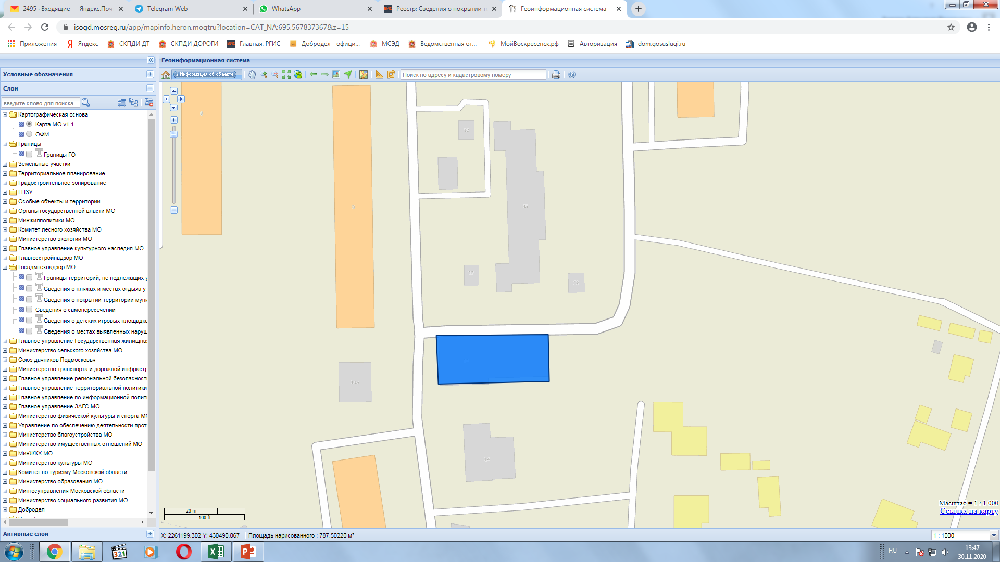 2495 · Входящие — Яндекс.Поч
Telegram Web
WhatsApp
Реестр: Сведения о покрытии т
Геоинформационная система
isogd.mosreg.ru/app/mapinfo.heron.mogtru?location=CAT_NA:695,567837367&z=15
Приложения
Яндекс
СКПДИ ДТ
СКПДИ ДОРОГИ
Главная. РГИС
Добродел - офици...
МСЭД
Ведомственная от...
МойВоскресенск.рф
Авторизация
dom.gosuslugi.ru
Геоинформационная система
Условные обозначения
Информация об объекте
Поиск по адресу и кадастровому номеру
Слои
введите слово для поиска
Картографическая основа
Карта МО v1.1
ОФМ
Границы
Границы ГО
Земельные участки
Территориальное планирование
Градостроительное зонирование
ГПЗУ
Особые объекты и территории
Органы государственной власти МО
Минжилполитики МО
Комитет лесного хозяйства МО
Министерство экологии МО
Главное управление культурного наследия МО
Главгосстройнадзор МО
Госадмтехнадзор МО
Границы территорий, не подлежащих у
Сведения о пляжах и местах отдыха у
Сведения о покрытии территории муни
Сведения о самопересечении
Сведения о детских игровых площадка
Сведения о местах выявленных наруш
Главное управление Государственная жилищна
Министерство сельского хозяйства МО
Союз дачников Подмосковья
Министерство транспорта и дорожной инфрастр
Главное управление региональной безопасност
Главное управление территориальной политики
Главное управление по информационной полит
Главное управление ЗАГС МО
Министерство физической культуры и спорта МО
Управление по обеспечению деятельности прот
Министерство благоустройства МО
Министерство имущественных отношений МО
МинЖКХ МО
Министерство культуры МО
Комитет по туризму Московской области
Министерство образования МО
Мингосуправления Московской области
Министерство социального развития МО
Добродел
Активные слои
8
9
12
12
12
12
13А
14
20 m
100 ft
Масштаб = 1 : 1 000
Ссылка на карту
X: 2261199.302 Y: 430490.067
Площадь нарисованного : 787.50220 м²
1 : 1000
321
RU
13:47
30.11.2020